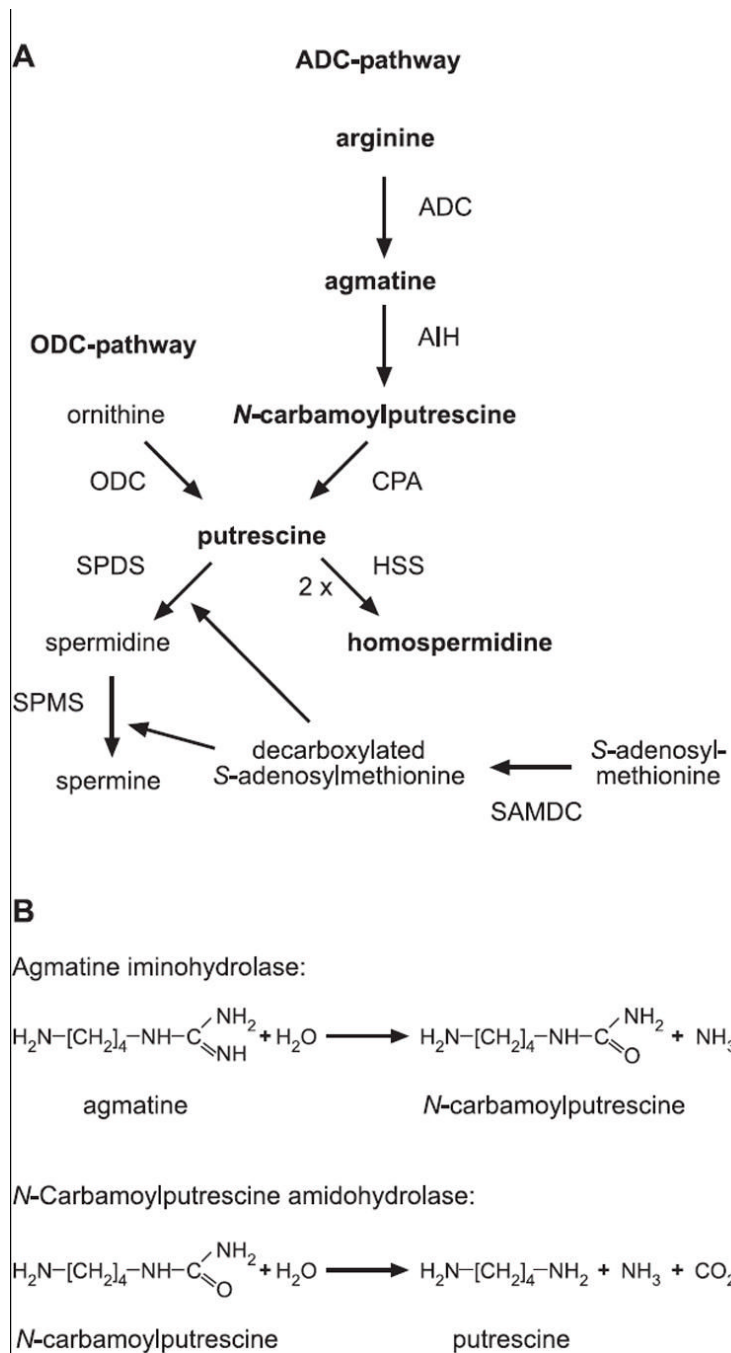 A
ADC-pathway
arginine
ADC
agmatine
AIH
ODC-pathway
ornithine
N-carbamoylputrescine
ODC
CPA
putrescine
SPDS
HSS
2 x
spermidine
homospermidine
SPMS
decarboxylated
S-adenosylmethionine
S-adenosyl-
methionine
spermine
SAMDC
B
Agmatine iminohydrolase:
H₂N–[CH₂]₄–NH–C NH₂ NH + H₂O H₂N–[CH₂]₄–NH–C NH₂ O + NH₃
agmatine N-carbamoylputrescine
N-Carbamoylputrescine amidohydrolase:
H₂N–[CH₂]₄–NH–C NH₂ O + H₂O H₂N–[CH₂]₄–NH₂ + NH₃ + CO₂
N-carbamoylputrescine putrescine